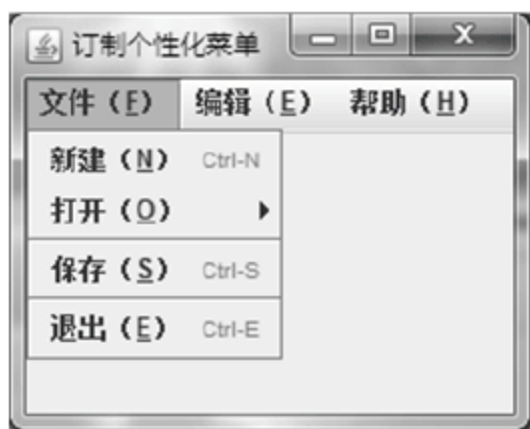 订制个性化菜单
文件（F） 编辑（E） 帮助（H）
新建（N） Ctrl-N
打开（O）
保存（S） Ctrl-S
退出（E） Ctrl-E